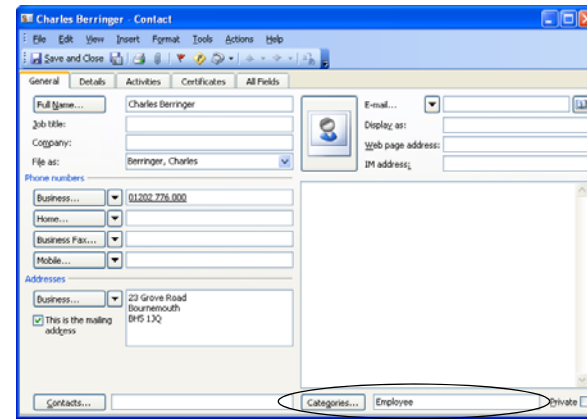 Charles Berringer - Contact
File Edit View Insert Format Tools Actions Help
Save and Close
General Details Activities Certificates All Fields
Full Name... Charles Berringer
Job title:
Company:
File as: Berringer, Charles
E-mail...
Display as:
Web page address:
IM address:
Phone numbers
Business... 01202 776 000
Home...
Business Fax...
Mobile...
Addresses
Business... 23 Grove Road
Bournemouth
BH5 1JQ
This is the mailing
address
Contacts... Categories... Employee Private